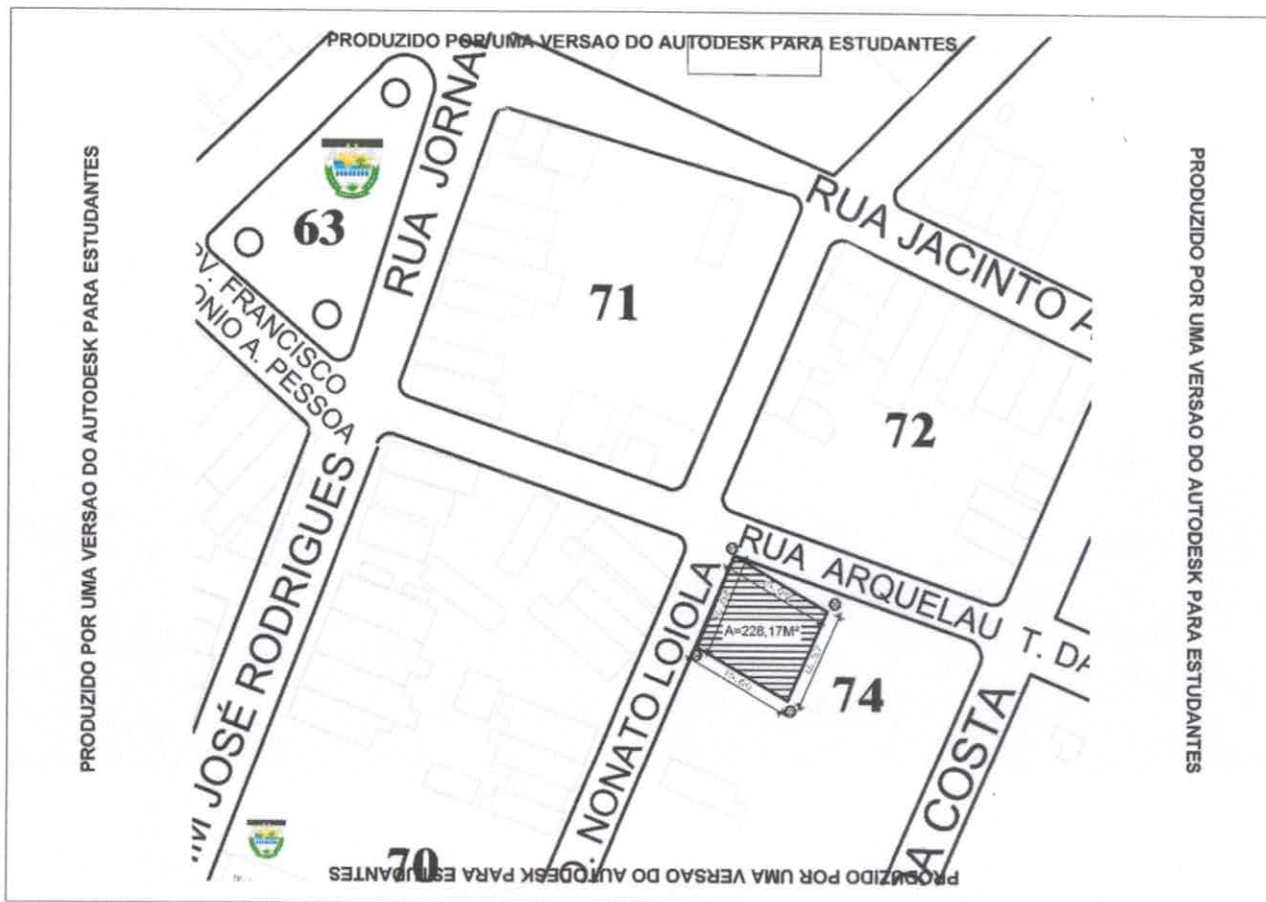 PRODUZIDO POR UMA VERSAO DO AUTODESK PARA ESTUDANTES
PRODUZIDO POR UMA VERSAO DO AUTODESK PARA ESTUDANTES
PRODUZIDO POR UMA VERSAO DO AUTODESK PARA ESTUDANTES
RUA JORNA
63
71
RUA JACINTO A
V. FRANCISCO
ONIO A. PESSOA
72
JOSÉ RODRIGUES
RUA ARQUELAU T. DA
O. NONATO LOIOLA
A=228,17M²
15.60
74
A COSTA
70
PRODUZIDO POR UMA VERSAO DO AUTODESK PARA ESTUDANTES